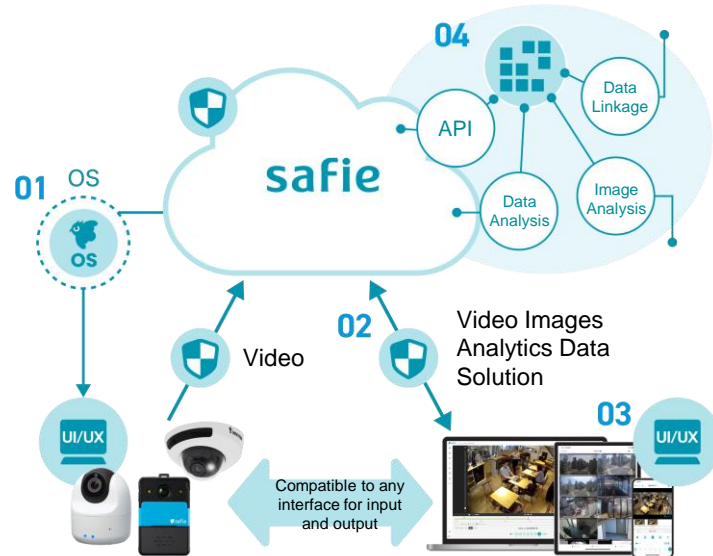 04
Data
Linkage
API
safie
01
OS
OS
Data
Analysis
Image
Analysis
02
Video
Video Images
Analytics Data
Solution
03
UI/UX
UI/UX
safie
Compatible to any
interface for input
and output